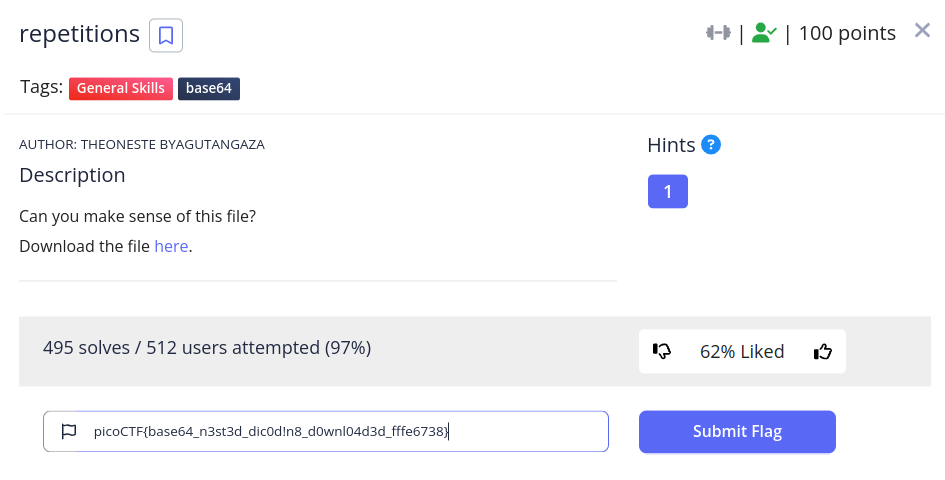 repetitions
| | 100 points
Tags: General Skills base64
AUTHOR: THEONESTE BYAGUTANGAZA
Description
Can you make sense of this file?
Download the file here.
Hints ?
1
495 solves / 512 users attempted (97%)
62% Liked
picoCTF{base64_n3st3d_dic0d!n8_d0wnl04d3d_fffe6738}
Submit Flag